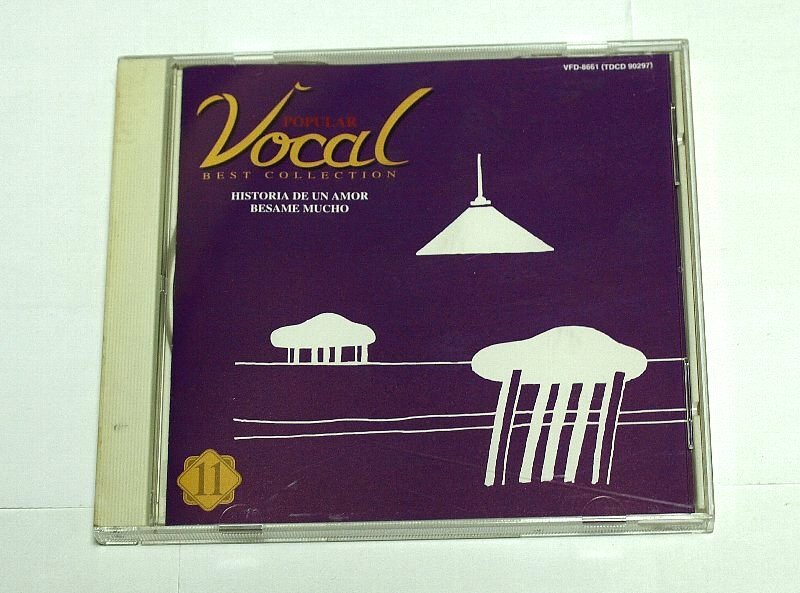 VFD-8661 (TDCD 90297)
POPULAR
Vocal
BEST COLLECTION
HISTORIA DE UN AMOR
BESAME MUCHO
11